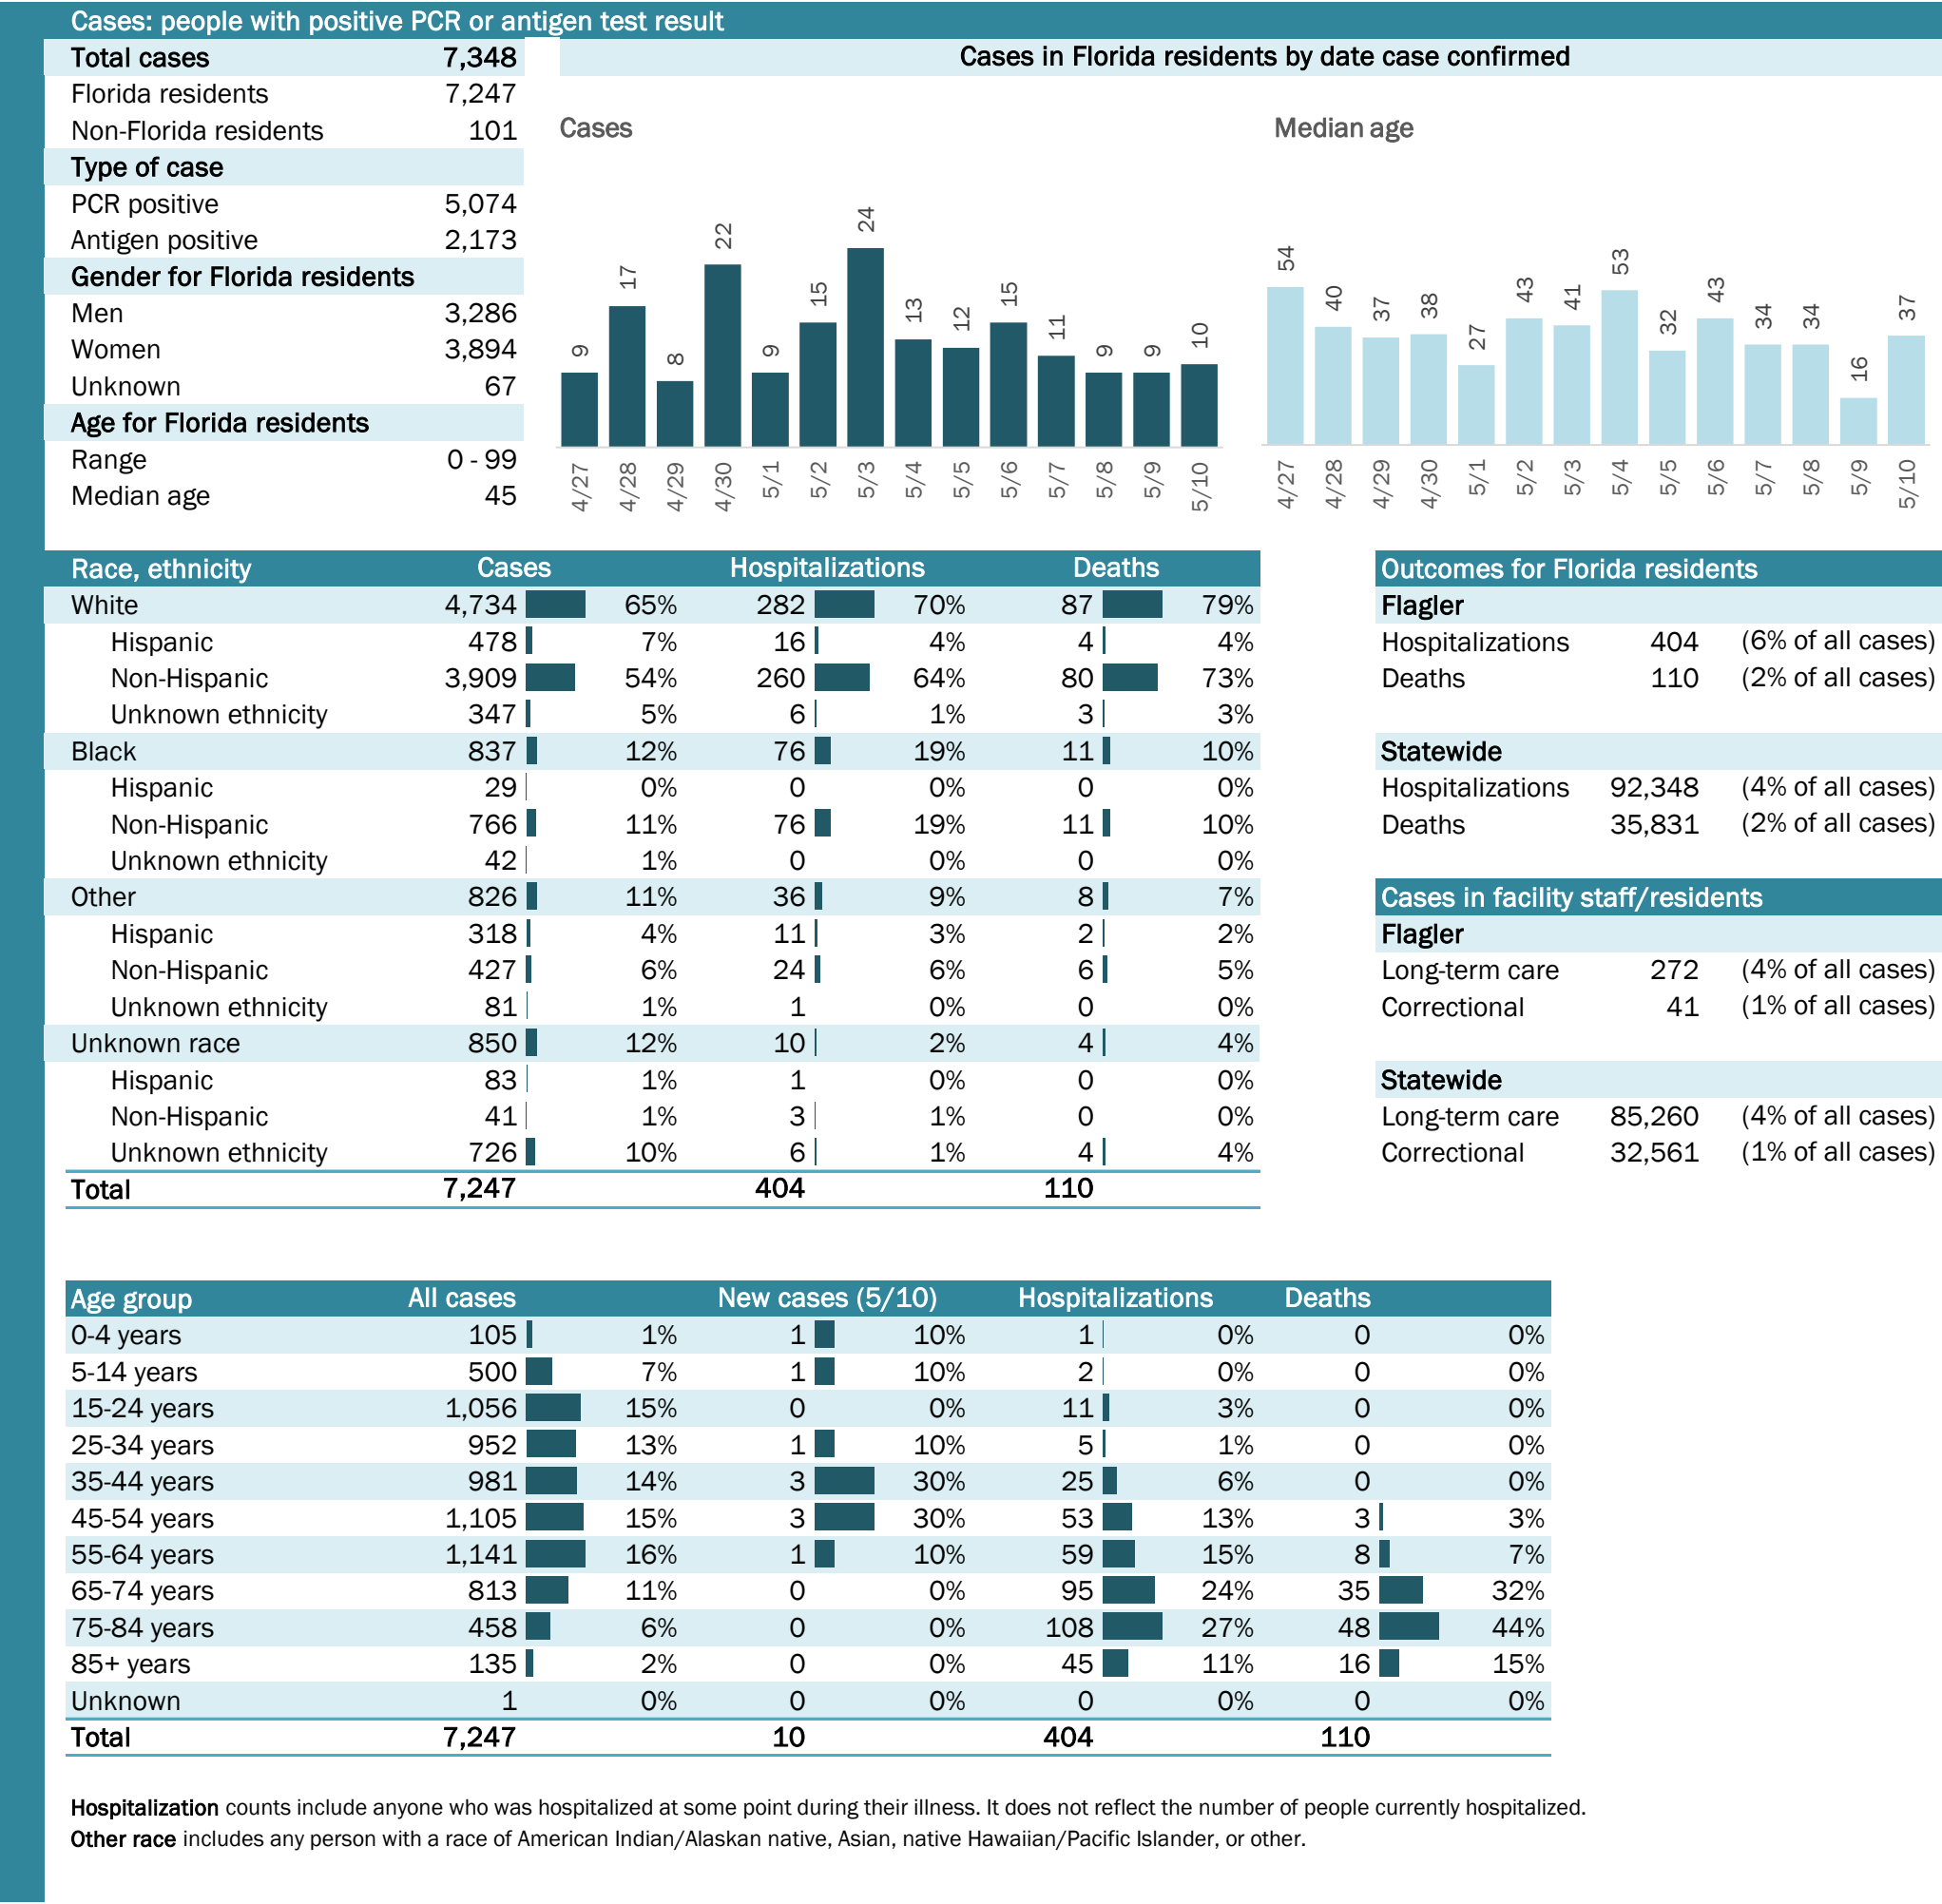 Cases: people with positive PCR or antigen test result
Total cases 7,348
Florida residents 7,247
Non-Florida residents 101
Type of case
PCR positive 5,074
Antigen positive 2,173
Gender for Florida residents
Men 3,286
Women 3,894
Unknown 67
Age for Florida residents
Range 0 - 99
Median age 45
Cases in Florida residents by date case confirmed
Cases
9 17 8 22 9 15 24 13 12 15 11 9 9 10
4/27 4/28 4/29 4/30 5/1 5/2 5/3 5/4 5/5 5/6 5/7 5/8 5/9 5/10
Median age
54 40 37 38 27 43 41 53 32 43 34 34 16 37
4/27 4/28 4/29 4/30 5/1 5/2 5/3 5/4 5/5 5/6 5/7 5/8 5/9 5/10
Race, ethnicity Cases Hospitalizations Deaths
White 4,734 65% 282 70% 87 79%
Hispanic 478 7% 16 4% 4 4%
Non-Hispanic 3,909 54% 260 64% 80 73%
Unknown ethnicity 347 5% 6 1% 3 3%
Black 837 12% 76 19% 11 10%
Hispanic 29 0% 0 0% 0 0%
Non-Hispanic 766 11% 76 19% 11 10%
Unknown ethnicity 42 1% 0 0% 0 0%
Other 826 11% 36 9% 8 7%
Hispanic 318 4% 11 3% 2 2%
Non-Hispanic 427 6% 24 6% 6 5%
Unknown ethnicity 81 1% 1 0% 0 0%
Unknown race 850 12% 10 2% 4 4%
Hispanic 83 1% 1 0% 0 0%
Non-Hispanic 41 1% 3 1% 0 0%
Unknown ethnicity 726 10% 6 1% 4 4%
Total 7,247 404 110
Outcomes for Florida residents
Flagler
Hospitalizations 404 (6% of all cases)
Deaths 110 (2% of all cases)
Statewide
Hospitalizations 92,348 (4% of all cases)
Deaths 35,831 (2% of all cases)
Cases in facility staff/residents
Flagler
Long-term care 272 (4% of all cases)
Correctional 41 (1% of all cases)
Statewide
Long-term care 85,260 (4% of all cases)
Correctional 32,561 (1% of all cases)
Age group All cases New cases (5/10) Hospitalizations Deaths
0-4 years 105 1% 1 10% 1 0% 0 0%
5-14 years 500 7% 1 10% 2 0% 0 0%
15-24 years 1,056 15% 0 0% 11 3% 0 0%
25-34 years 952 13% 1 10% 5 1% 0 0%
35-44 years 981 14% 3 30% 25 6% 0 0%
45-54 years 1,105 15% 3 30% 53 13% 3 3%
55-64 years 1,141 16% 1 10% 59 15% 8 7%
65-74 years 813 11% 0 0% 95 24% 35 32%
75-84 years 458 6% 0 0% 108 27% 48 44%
85+ years 135 2% 0 0% 45 11% 16 15%
Unknown 1 0% 0 0% 0 0% 0 0%
Total 7,247 10 404 110
Hospitalization counts include anyone who was hospitalized at some point during their illness. It does not reflect the number of people currently hospitalized.
Other race includes any person with a race of American Indian/Alaskan native, Asian, native Hawaiian/Pacific Islander, or other.